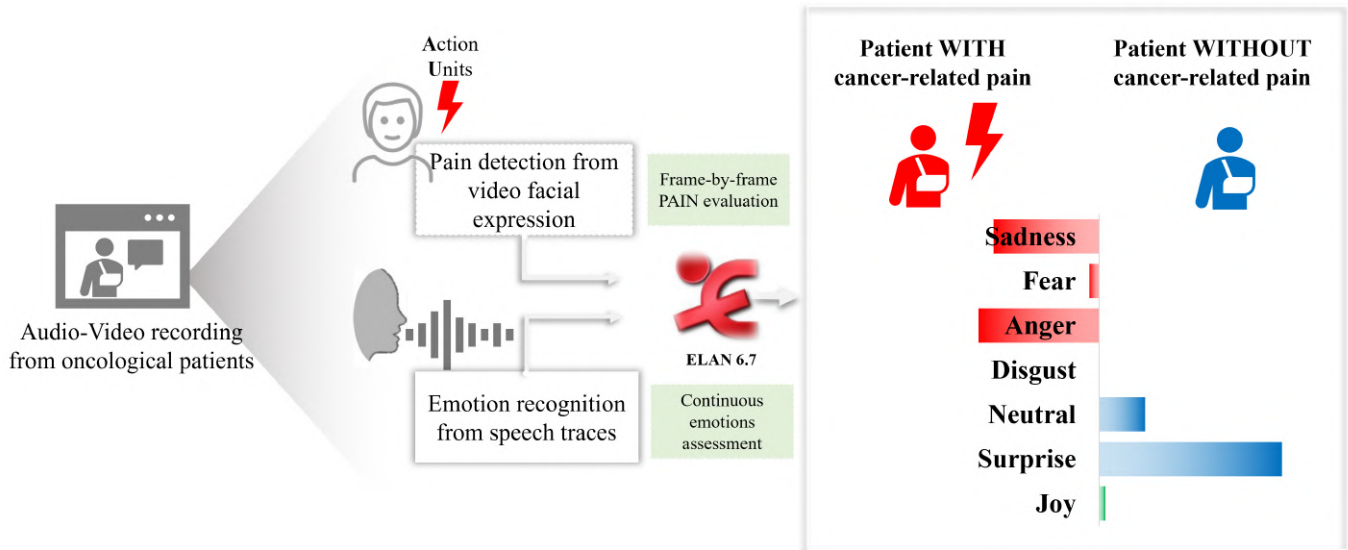 Audio-Video recording
from oncological patients
Action
Units
Pain detection from
video facial
expression
Emotion recognition
from speech traces
Frame-by-frame
PAIN evaluation
ELAN 6.7
Continuous
emotions
assessment
Patient WITH
cancer-related pain
Patient WITHOUT
cancer-related pain
Sadness
Fear
Anger
Disgust
Neutral
Surprise
Joy